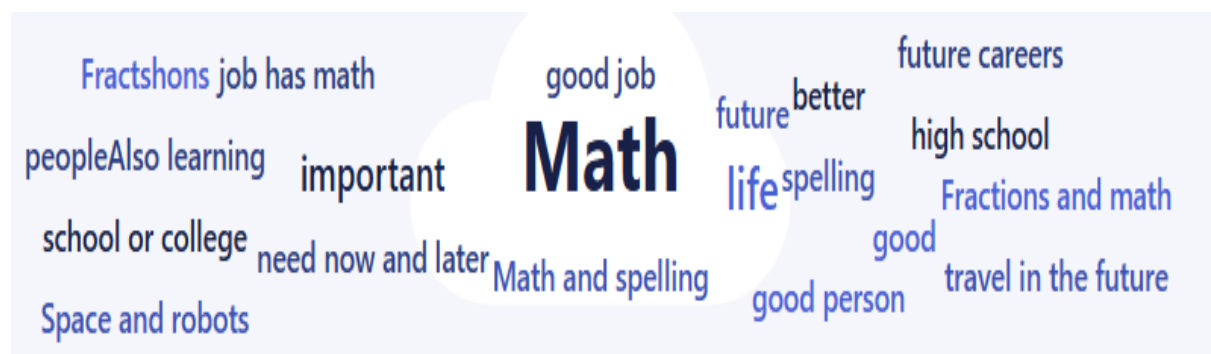 future careers
Fractshons job has math
good job
better
future
Math
high school
peopleAlso learning
important
life
spelling
Fractions and math
school or college
good
need now and later
Math and spelling
travel in the future
good person
Space and robots